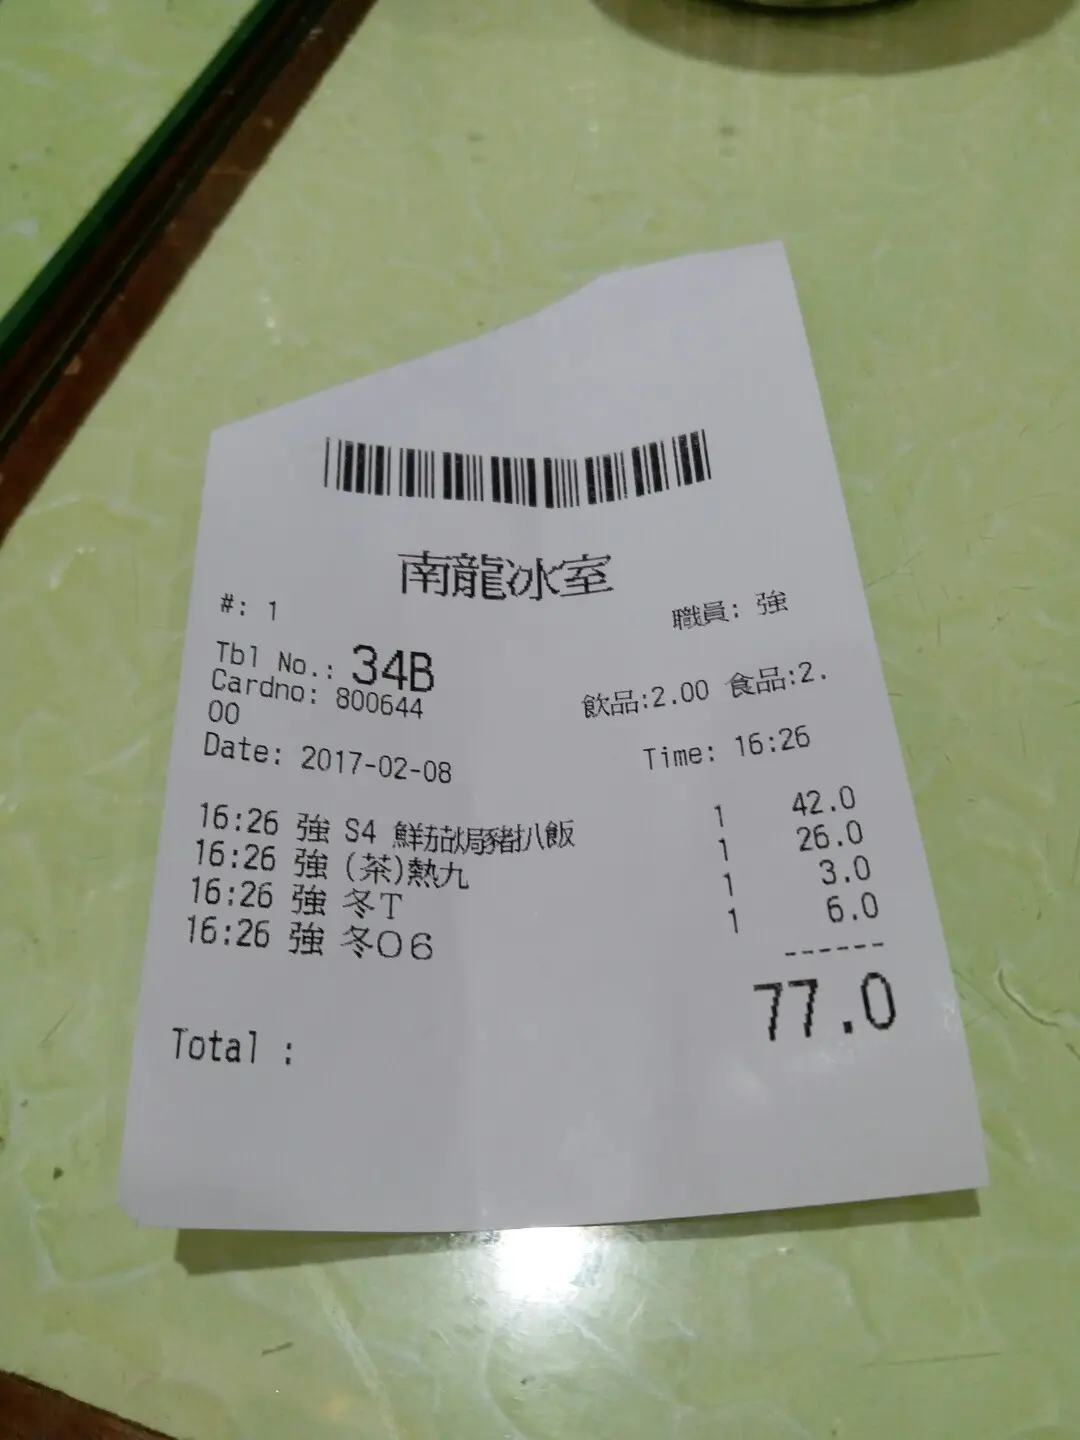 南龍冰室
#: 1 職員: 強
Tbl No.: 34B
Cardno: 800644 飲品:2.00 食品:2.
00
Date: 2017-02-08 Time: 16:26
16:26 強 S4 鮮茄焗豬扒飯 1 42.0
16:26 強 (茶)熱九 1 26.0
16:26 強 冬T 1 3.0
16:26 強 冬06 1 6.0
------
Total : 77.0